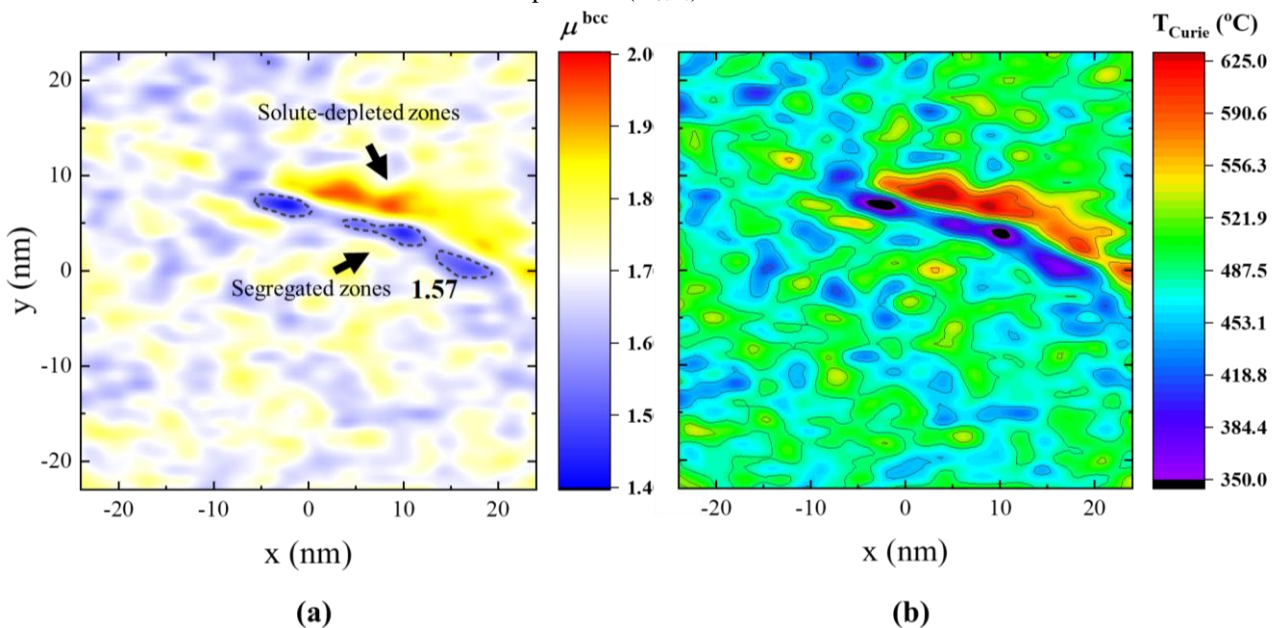 μ bcc
2.0
1.9
1.8
1.7
1.6
1.5
1.4
Solute-depleted zones
Segregated zones 1.57
20
10
0
-10
-20
y (nm)
-20 -10 0 10 20
x (nm)
(a)
T Curie (ºC)
625.0
590.6
556.3
521.9
487.5
453.1
418.8
384.4
350.0
-20 -10 0 10 20
x (nm)
(b)